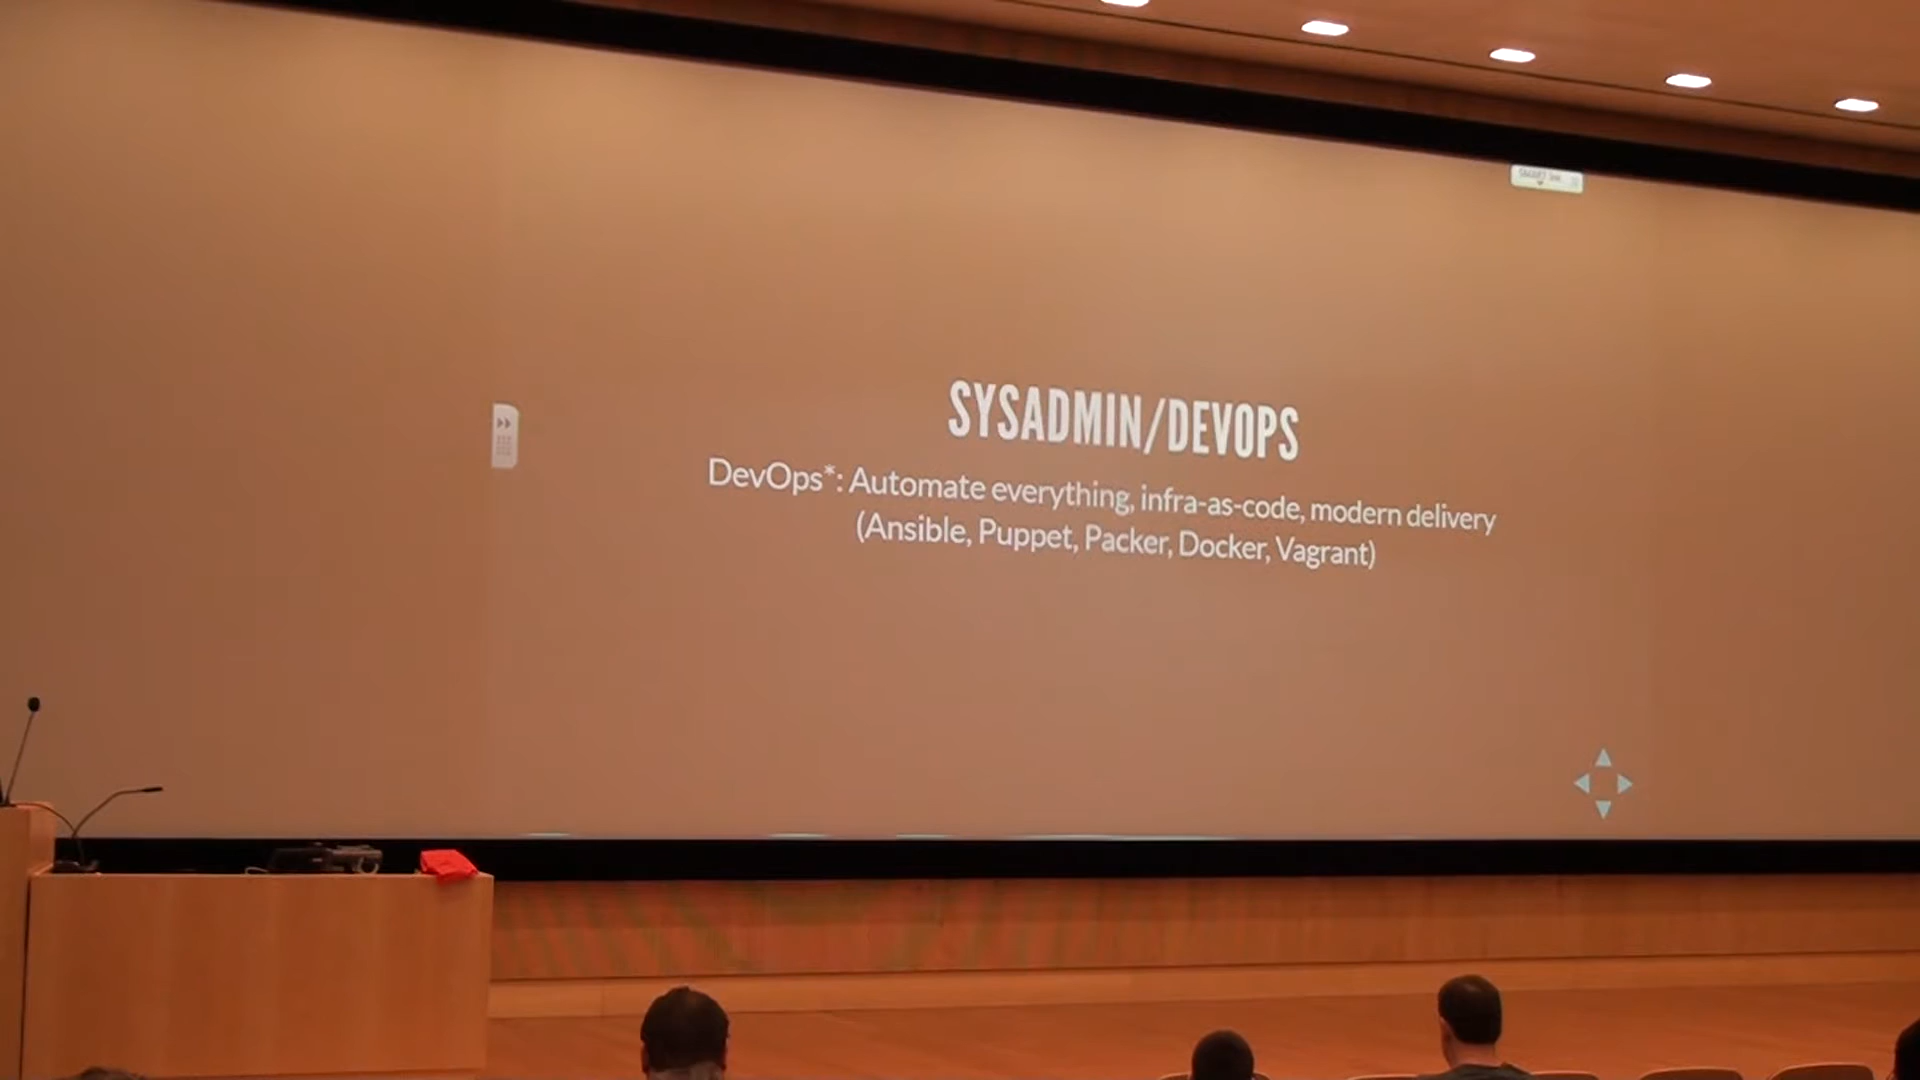 SYSADMIN/DEVOPS
DevOps*: Automate everything, infra-as-code, modern delivery
(Ansible, Puppet, Packer, Docker, Vagrant)